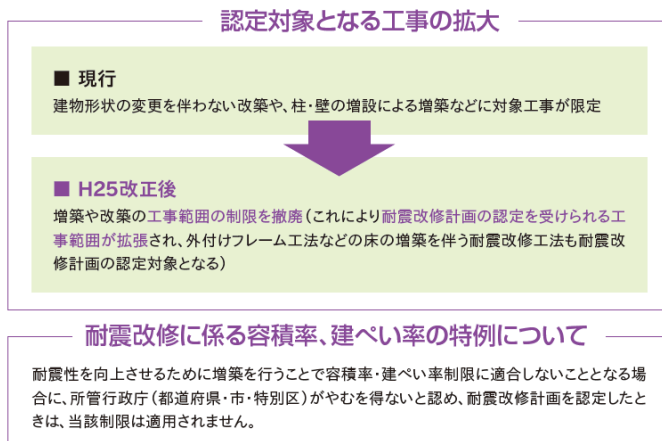 認定対象となる工事の拡大
■ 現行
建物形状の変更を伴わない改築や、柱・壁の増設による増築などに対象工事が限定
■ H25改正後
増築や改築の工事範囲の制限を撤廃(これにより耐震改修計画の認定を受けられる工
事範囲が拡張され、外付けフレーム工法などの床の増築を伴う耐震改修工法も耐震改
修計画の認定対象となる)
耐震改修に係る容積率、建ぺい率の特例について
耐震性を向上させるために増築を行うことで容積率・建ぺい率制限に適合しないこととなる場
合に、所管行政庁(都道府県・市・特別区)がやむを得ないと認め、耐震改修計画を認定したと
きは、当該制限は適用されません。